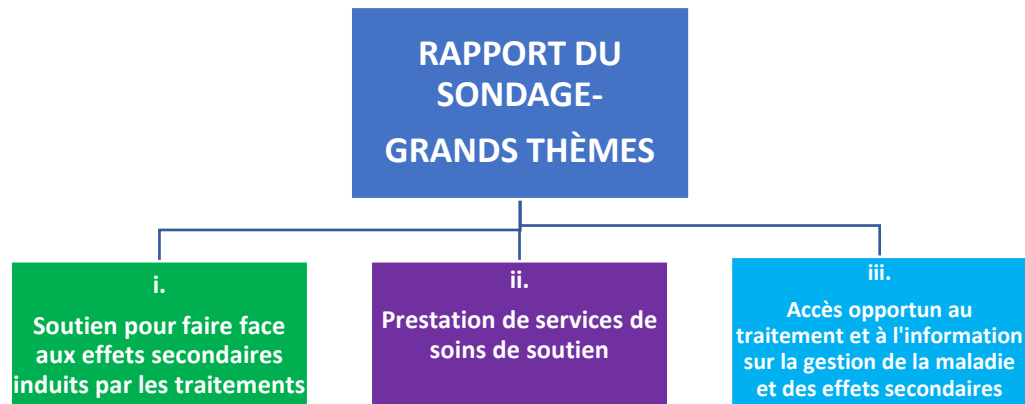 RAPPORT DU
SONDAGE-
GRANDS THÈMES
i.
Soutien pour faire face
aux effets secondaires
induits par les traitements
ii.
Prestation de services de
soins de soutien
iii.
Accès opportun au
traitement et à l'information
sur la gestion de la maladie
et des effets secondaires